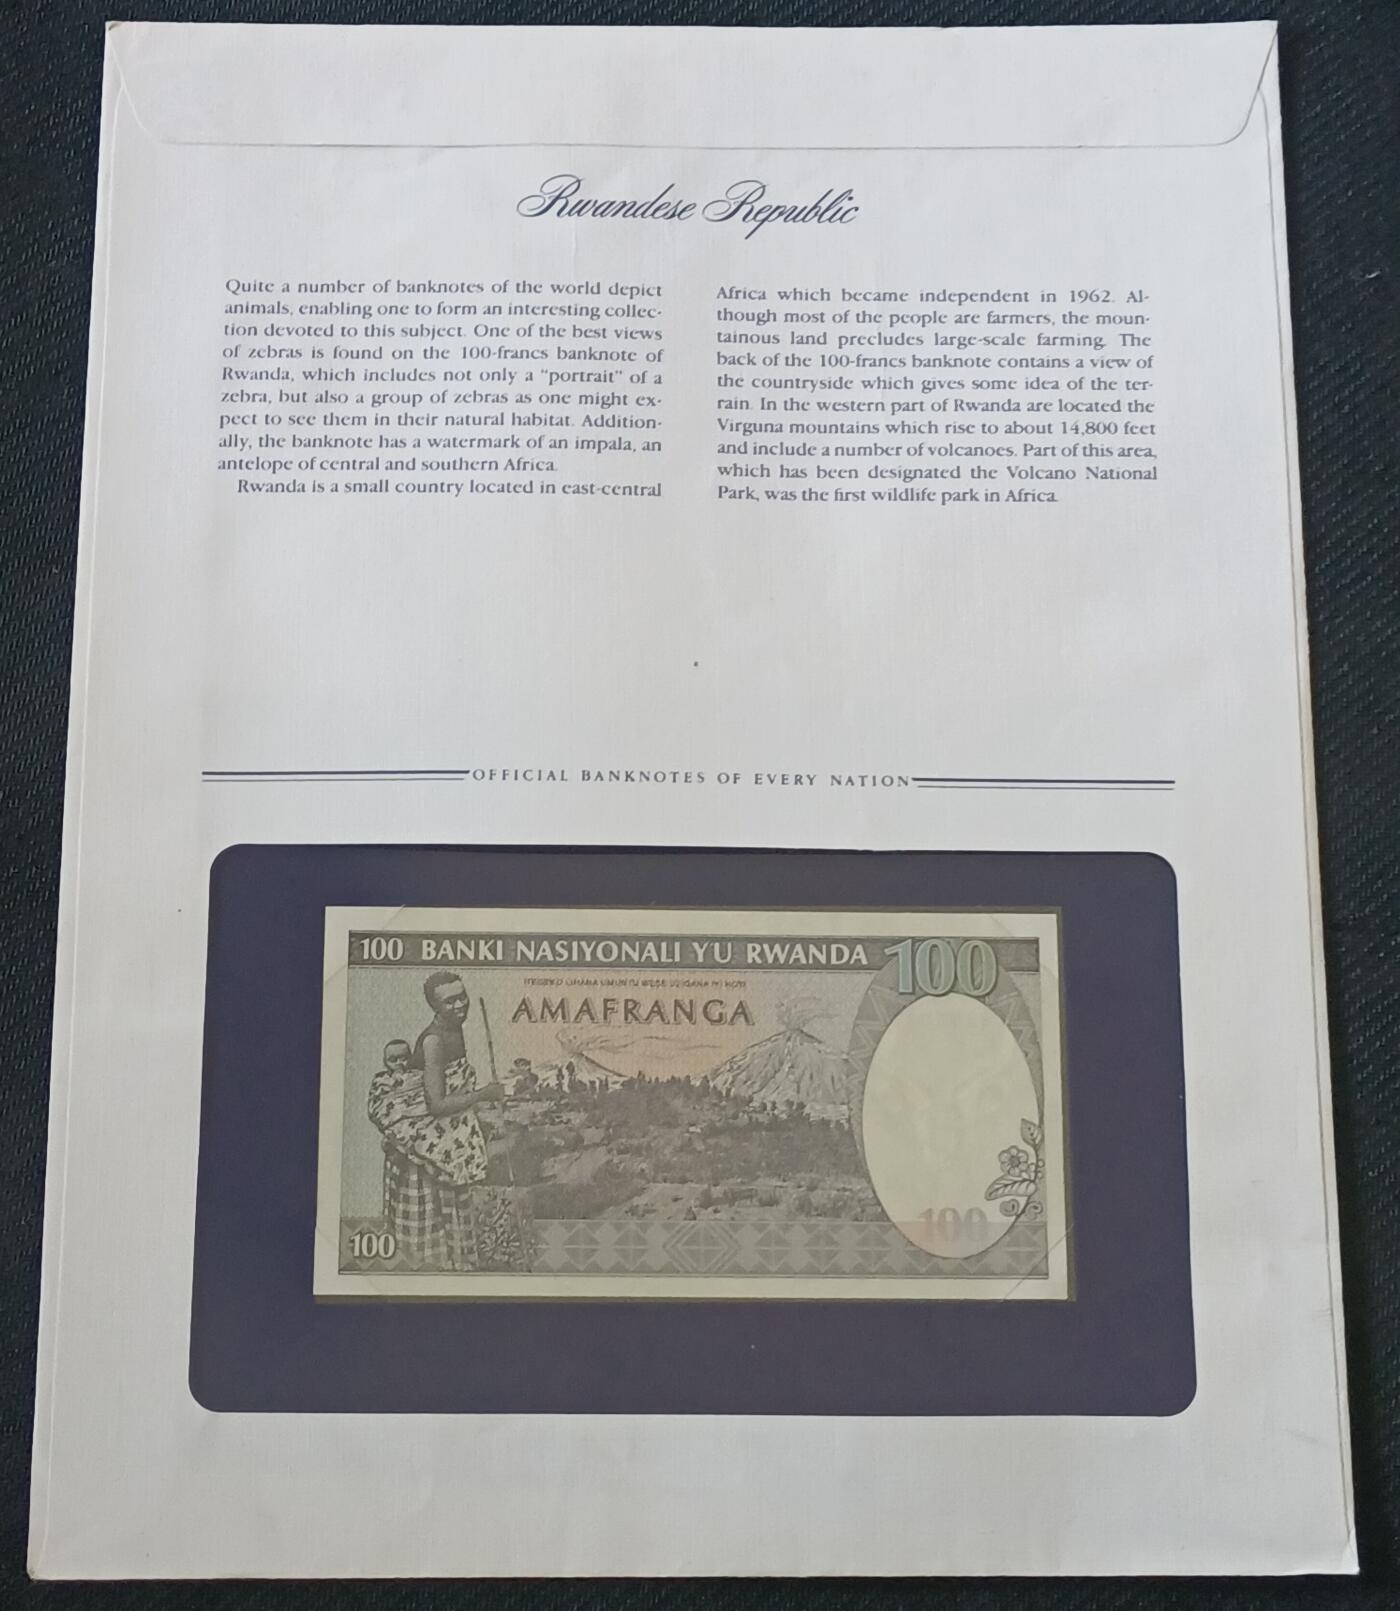 Rwandese Republic
Quite a number of banknotes of the world depict
animals, enabling one to form an interesting collec-
tion devoted to this subject. One of the best views
of zebras is found on the 100-francs banknote of
Rwanda, which includes not only a "portrait" of a
zebra, but also a group of zebras as one might ex-
pect to see them in their natural habitat. Addition-
ally, the banknote has a watermark of an impala, an
antelope of central and southern Africa.
Rwanda is a small country located in east-central
Africa which became independent in 1962. Al-
though most of the people are farmers, the moun-
tainous land precludes large-scale farming. The
back of the 100-francs banknote contains a view of
the countryside which gives some idea of the ter-
rain. In the western part of Rwanda are located the
Virguna mountains which rise to about 14,800 feet
and include a number of volcanoes. Part of this area,
which has been designated the Volcano National
Park, was the first wildlife park in Africa.
OFFICIAL BANKNOTES OF EVERY NATION
100 BANKI NASIYONALI Y'U RWANDA 100
AMAFRANGA
100
100